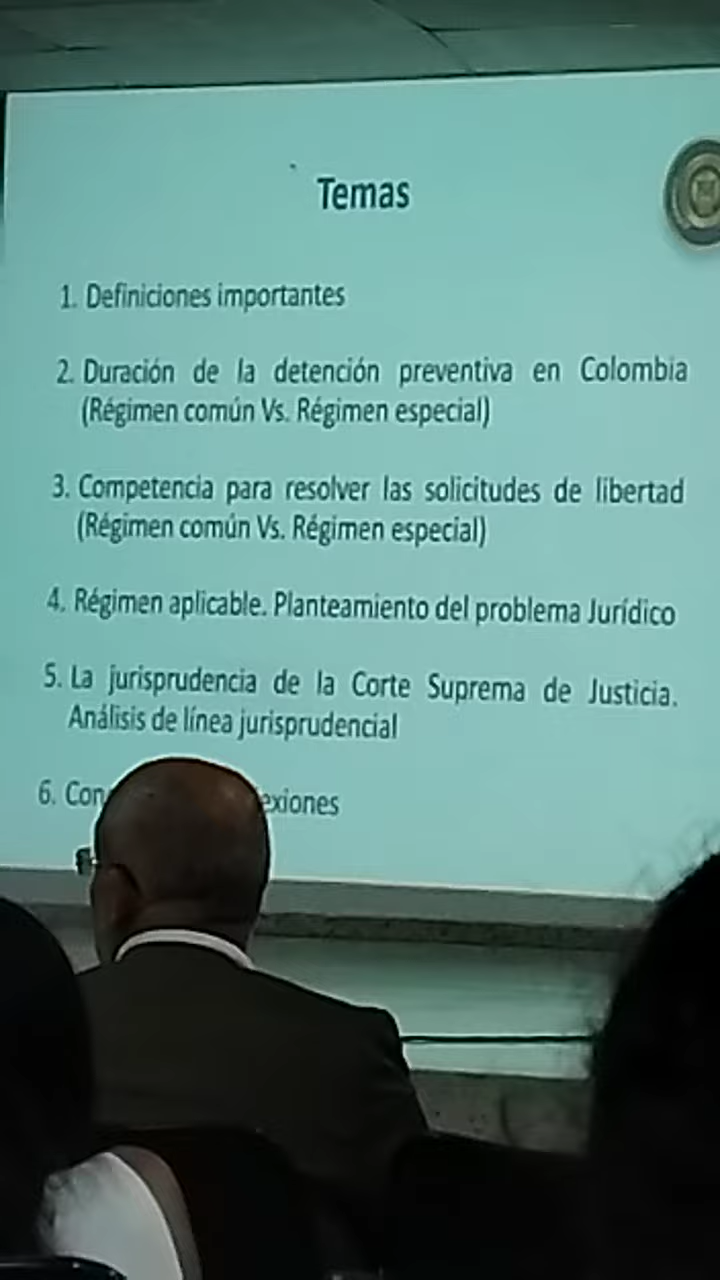 Temas
1. Definiciones importantes
2. Duración de la detención preventiva en Colombia
(Régimen común Vs. Régimen especial)
3. Competencia para resolver las solicitudes de libertad
(Régimen común Vs. Régimen especial)
4. Régimen aplicable. Planteamiento del problema Jurídico
5. La jurisprudencia de la Corte Suprema de Justicia.
Análisis de línea jurisprudencial
6.